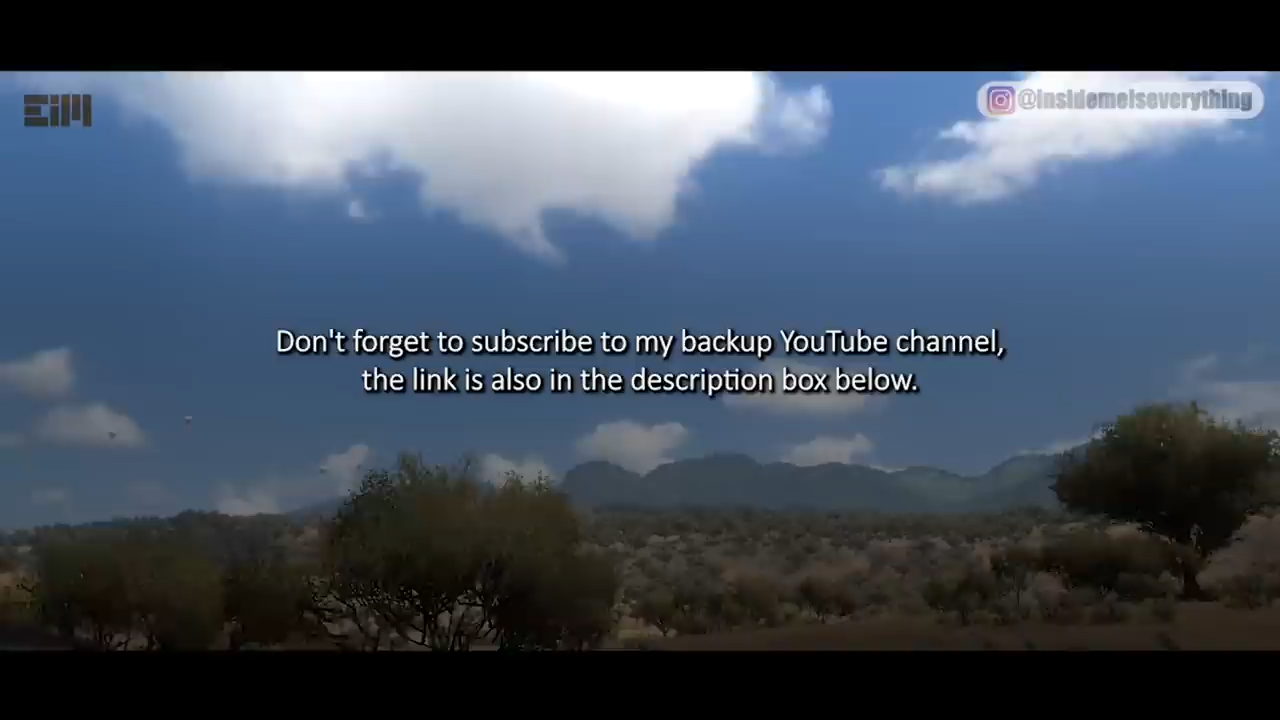 EiM
@insidemeiseverything
Don't forget to subscribe to my backup YouTube channel,
the link is also in the description box below.